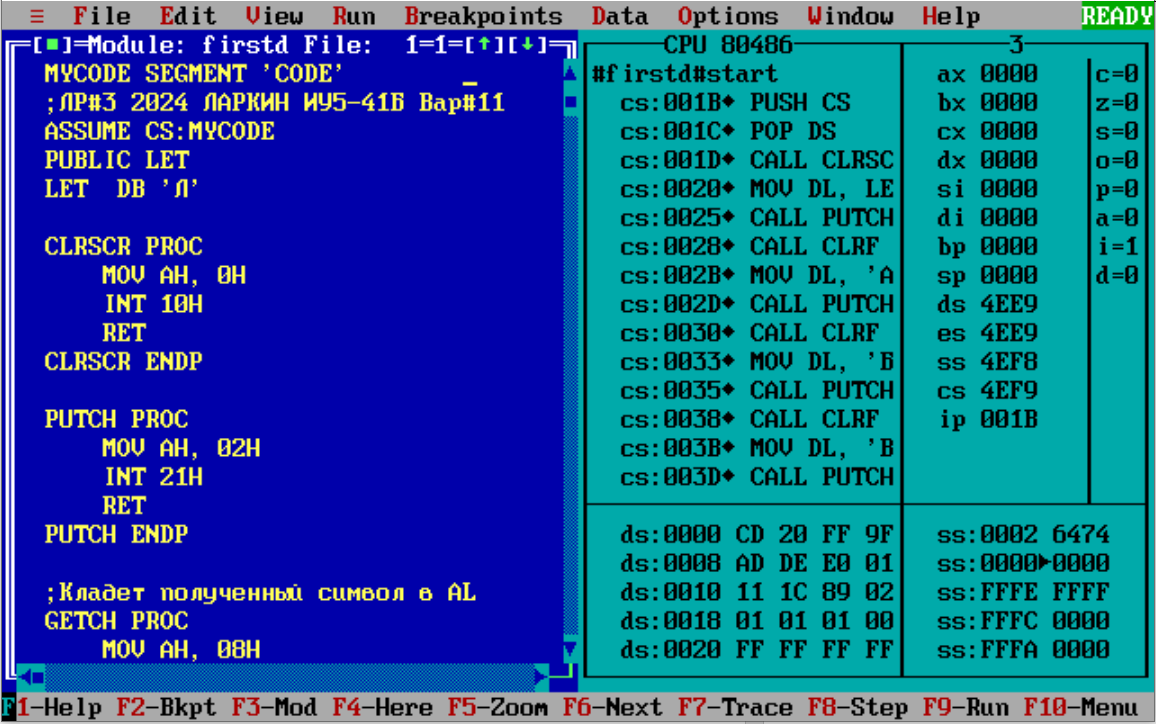 ≡ File Edit View Run Breakpoints Data Options Window Help READY
[■]=Module: firstd File: 1=1=[↑][↓]
MYCODE SEGMENT 'CODE'
;ЛР#3 2024 ЛАРКИН ИУ5-41Б Вар#11
ASSUME CS:MYCODE
PUBLIC LET
LET DB 'Л'
CLRSCR PROC
MOV AH, 0H
INT 10H
RET
CLRSCR ENDP
PUTCH PROC
MOV AH, 02H
INT 21H
RET
PUTCH ENDP
;Кладет полученный символ в AL
GETCH PROC
MOV AH, 08H
CPU 80486 3
#firstd#start
cs:001B♦ PUSH CS
cs:001C♦ POP DS
cs:001D♦ CALL CLRSC
cs:0020♦ MOV DL, LE
cs:0025♦ CALL PUTCH
cs:0028♦ CALL CLRF
cs:002B♦ MOV DL, 'А
cs:002D♦ CALL PUTCH
cs:0030♦ CALL CLRF
cs:0033♦ MOV DL, 'Б
cs:0035♦ CALL PUTCH
cs:0038♦ CALL CLRF
cs:003B♦ MOV DL, 'В
cs:003D♦ CALL PUTCH
ax 0000
bx 0000
cx 0000
dx 0000
si 0000
di 0000
bp 0000
sp 0000
ds 4EE9
es 4EE9
ss 4EF8
cs 4EF9
ip 001B
c=0
z=0
s=0
o=0
p=0
a=0
i=1
d=0
ds:0000 CD 20 FF 9F
ds:0008 AD DE E0 01
ds:0010 11 1C 89 02
ds:0018 01 01 01 00
ds:0020 FF FF FF FF
ss:0002 6474
ss:0000►0000
ss:FFFE FFFF
ss:FFFC 0000
ss:FFFA 0000
F1-Help F2-Bkpt F3-Mod F4-Here F5-Zoom F6-Next F7-Trace F8-Step F9-Run F10-Menu